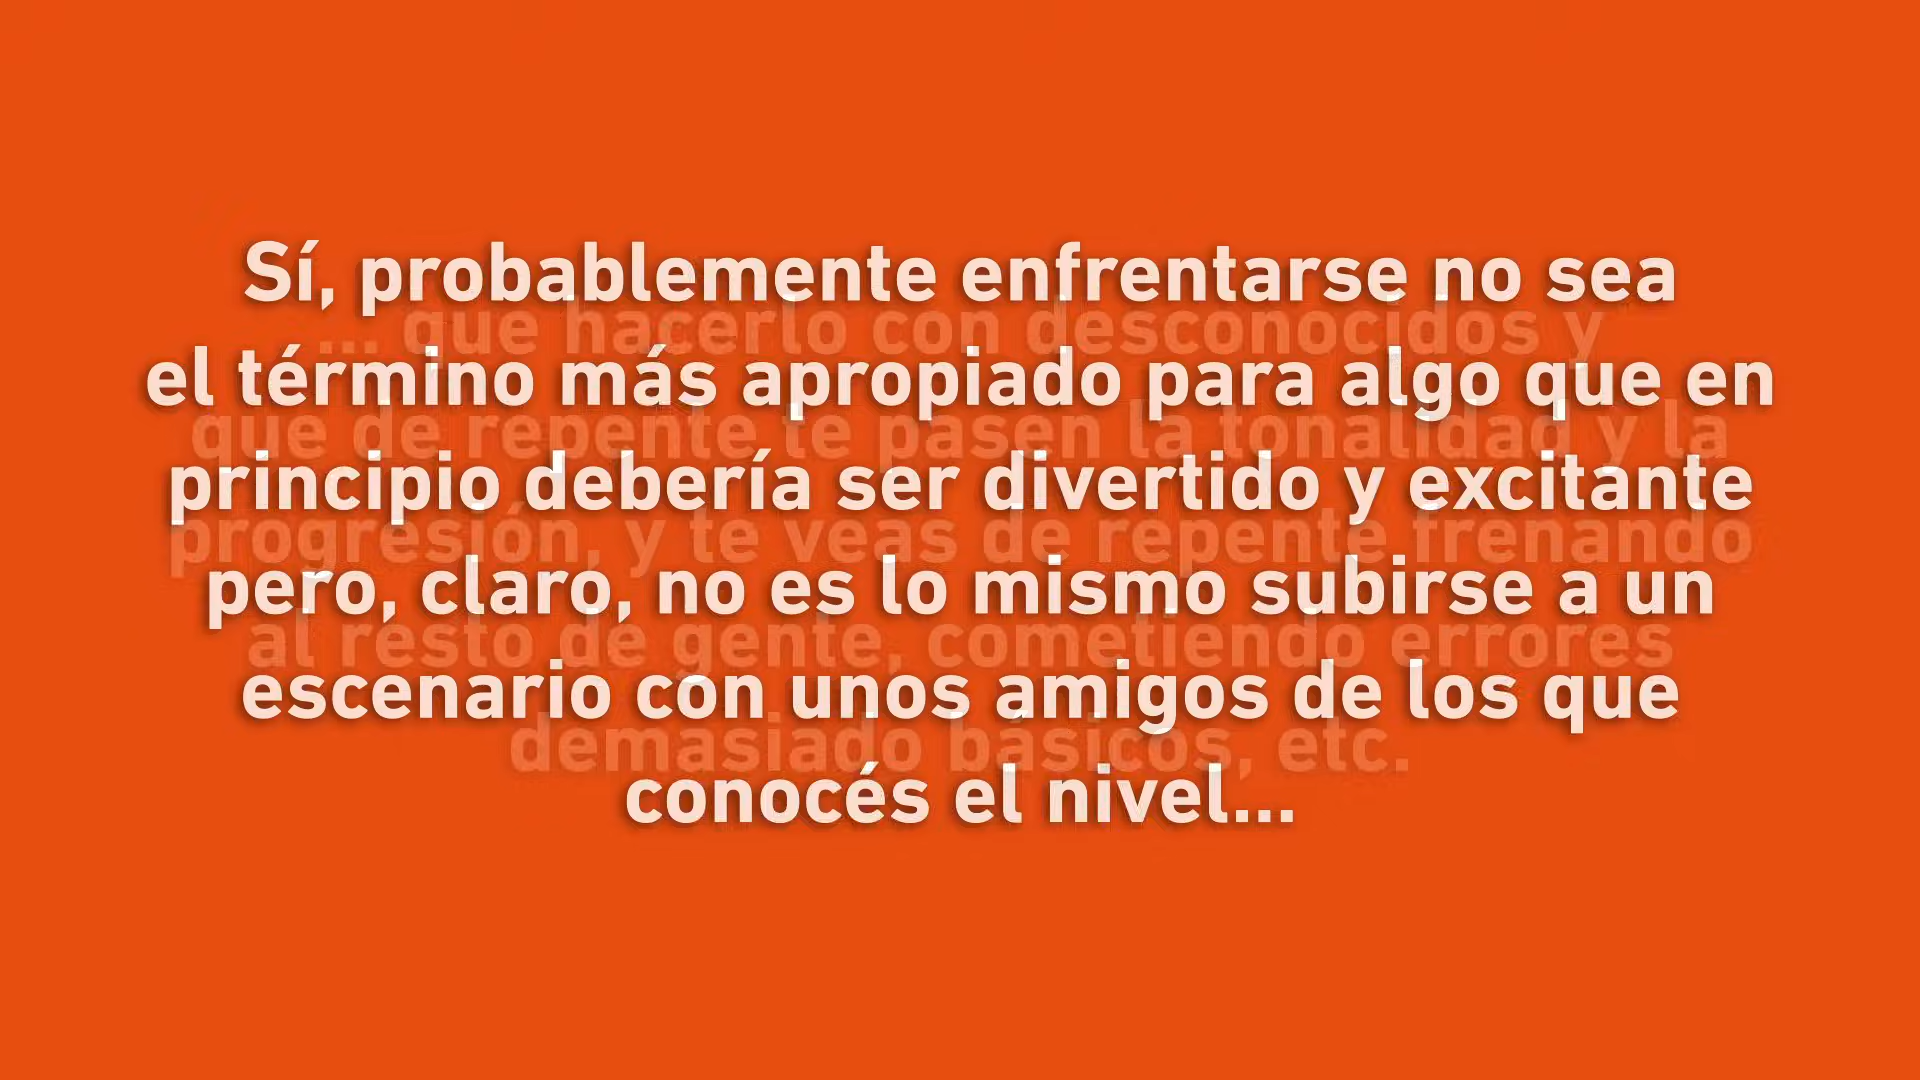 Sí, probablemente enfrentarse no sea
el término más apropiado para algo que en
principio debería ser divertido y excitante
pero, claro, no es lo mismo subirse a un
escenario con unos amigos de los que
conocés el nivel...
... que hacerlo con desconocidos y
que de repente te pasen la tonalidad y la
progresión, y te veas de repente frenando
al resto de gente, cometiendo errores
demasiado básicos, etc.